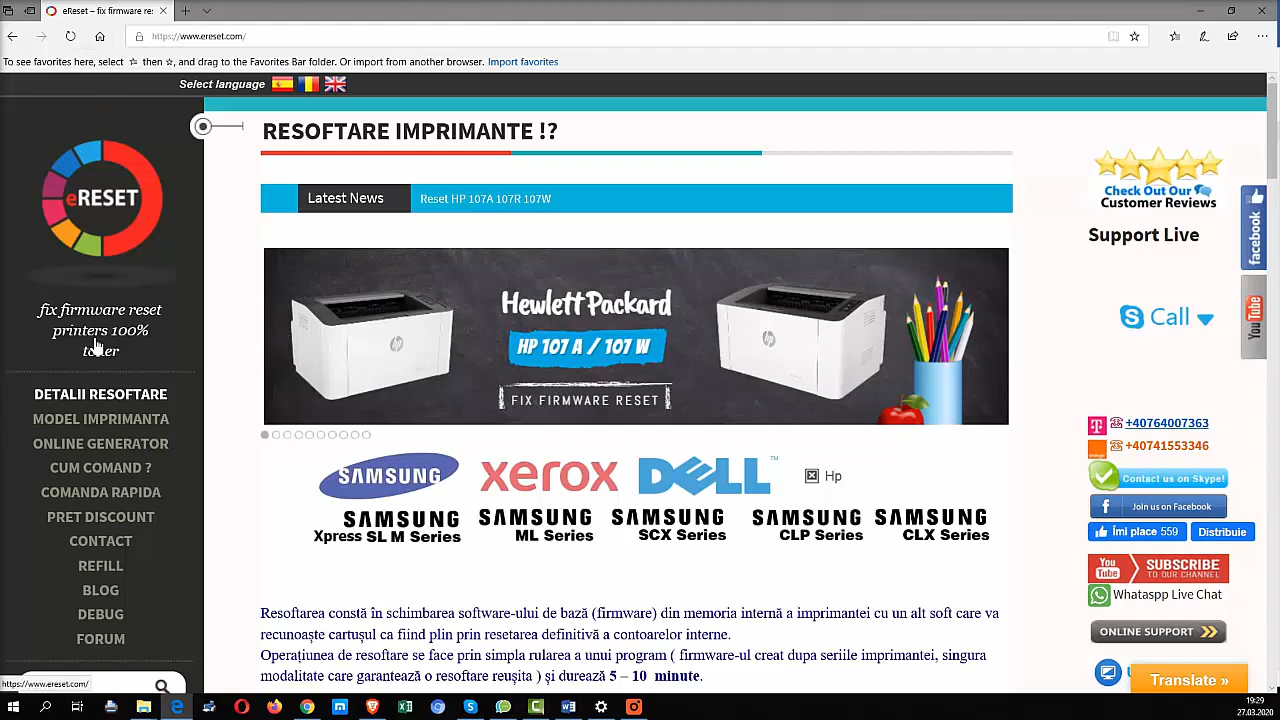 eReset – fix firmware res
https://www.ereset.com/
To see favorites here, select ☆ then ☆, and drag to the Favorites Bar folder. Or import from another browser. Import favorites
Select language
eRESET
fix firmware reset
printers 100%
toner
DETALII RESOFTARE
MODEL IMPRIMANTA
ONLINE GENERATOR
CUM COMAND ?
COMANDA RAPIDA
PRET DISCOUNT
CONTACT
REFILL
BLOG
DEBUG
FORUM
https://www.ereset.com/
RESOFTARE IMPRIMANTE !?
Latest News
Reset HP 107A 107R 107W
Hewlett Packard
HP 107 A / 107 W
FIX FIRMWARE RESET
hp
hp
SAMSUNG
xerox
DELL™
Hp
SAMSUNG
Xpress SL M Series
SAMSUNG
ML Series
SAMSUNG
SCX Series
SAMSUNG
CLP Series
SAMSUNG
CLX Series
Resoftarea constă în schimbarea software-ului de bază (firmware) din memoria internă a imprimantei cu un alt soft care va
recunoaște cartușul ca fiind plin prin resetarea definitivă a contoarelor interne.
Operațiunea de resoftare se face prin simpla rularea a unui program ( firmware-ul creat dupa seriile imprimantei, singura
modalitate care garantează o resoftare reușita ) și durează 5 – 10 minute.
Check Out Our
Customer Reviews
Support Live
Call
+40764007363
+40741553346
Contact us on Skype!
Join us on Facebook
Îmi place 559
Distribuie
You Tube
SUBSCRIBE
TO OUR CHANNEL
Whataspp Live Chat
ONLINE SUPPORT
Translate »
facebook
YouTube
19:29
27.03.2020